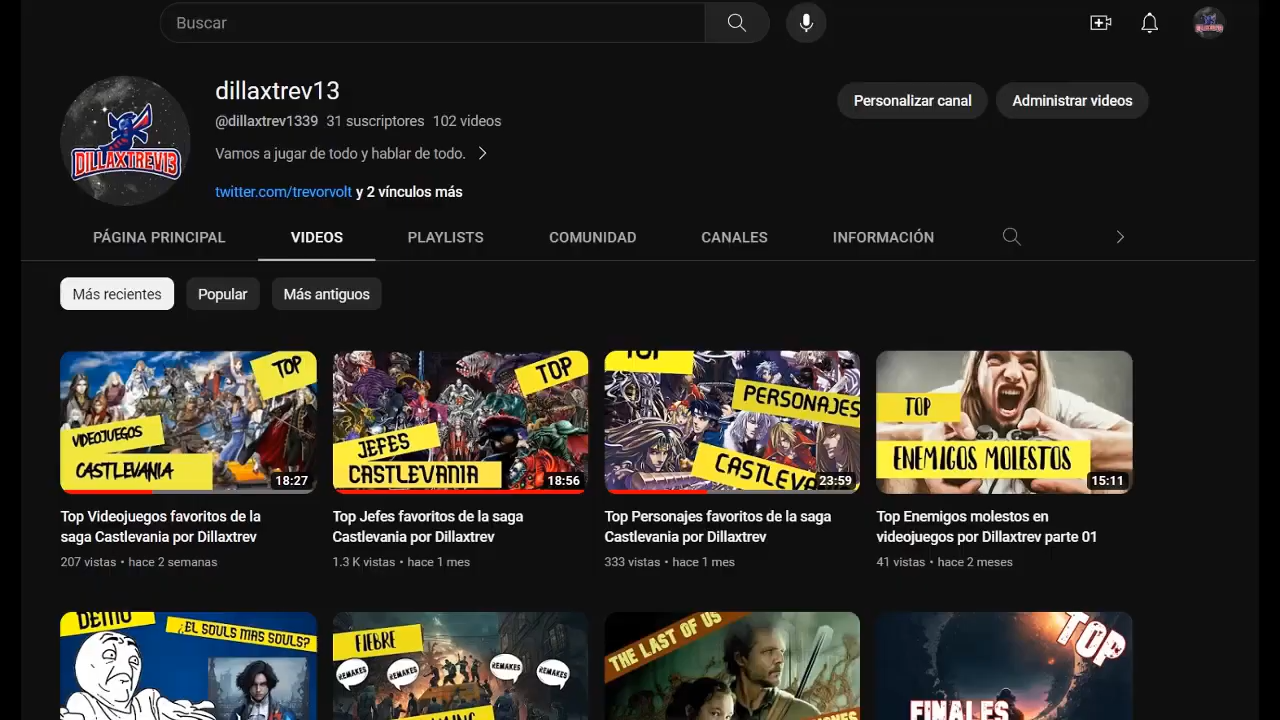 Buscar
dillaxtrev13
@dillaxtrev1339 31 suscriptores 102 videos
Vamos a jugar de todo y hablar de todo.
twitter.com/trevorvolt y 2 vínculos más
Personalizar canal
Administrar videos
DILLAXTREV13
PÁGINA PRINCIPAL
VIDEOS
PLAYLISTS
COMUNIDAD
CANALES
INFORMACIÓN
Más recientes
Popular
Más antiguos
TOP
VIDEOJUEGOS
CASTLEVANIA
18:27
TOP
JEFES
CASTLEVANIA
18:56
TOP
PERSONAJES
CASTLEVA
23:59
TOP
ENEMIGOS MOLESTOS
15:11
Top Videojuegos favoritos de la
saga Castlevania por Dillaxtrev
207 vistas • hace 2 semanas
Top Jefes favoritos de la saga
Castlevania por Dillaxtrev
1.3 K vistas • hace 1 mes
Top Personajes favoritos de la saga
Castlevania por Dillaxtrev
333 vistas • hace 1 mes
Top Enemigos molestos en
videojuegos por Dillaxtrev parte 01
41 vistas • hace 2 meses
DEMO
¿EL SOULS MAS SOULS?
FIEBRE
REMAKES
REMAKES
REMAKES
REMAKES
THE LAST OF US
TOP
FINALES